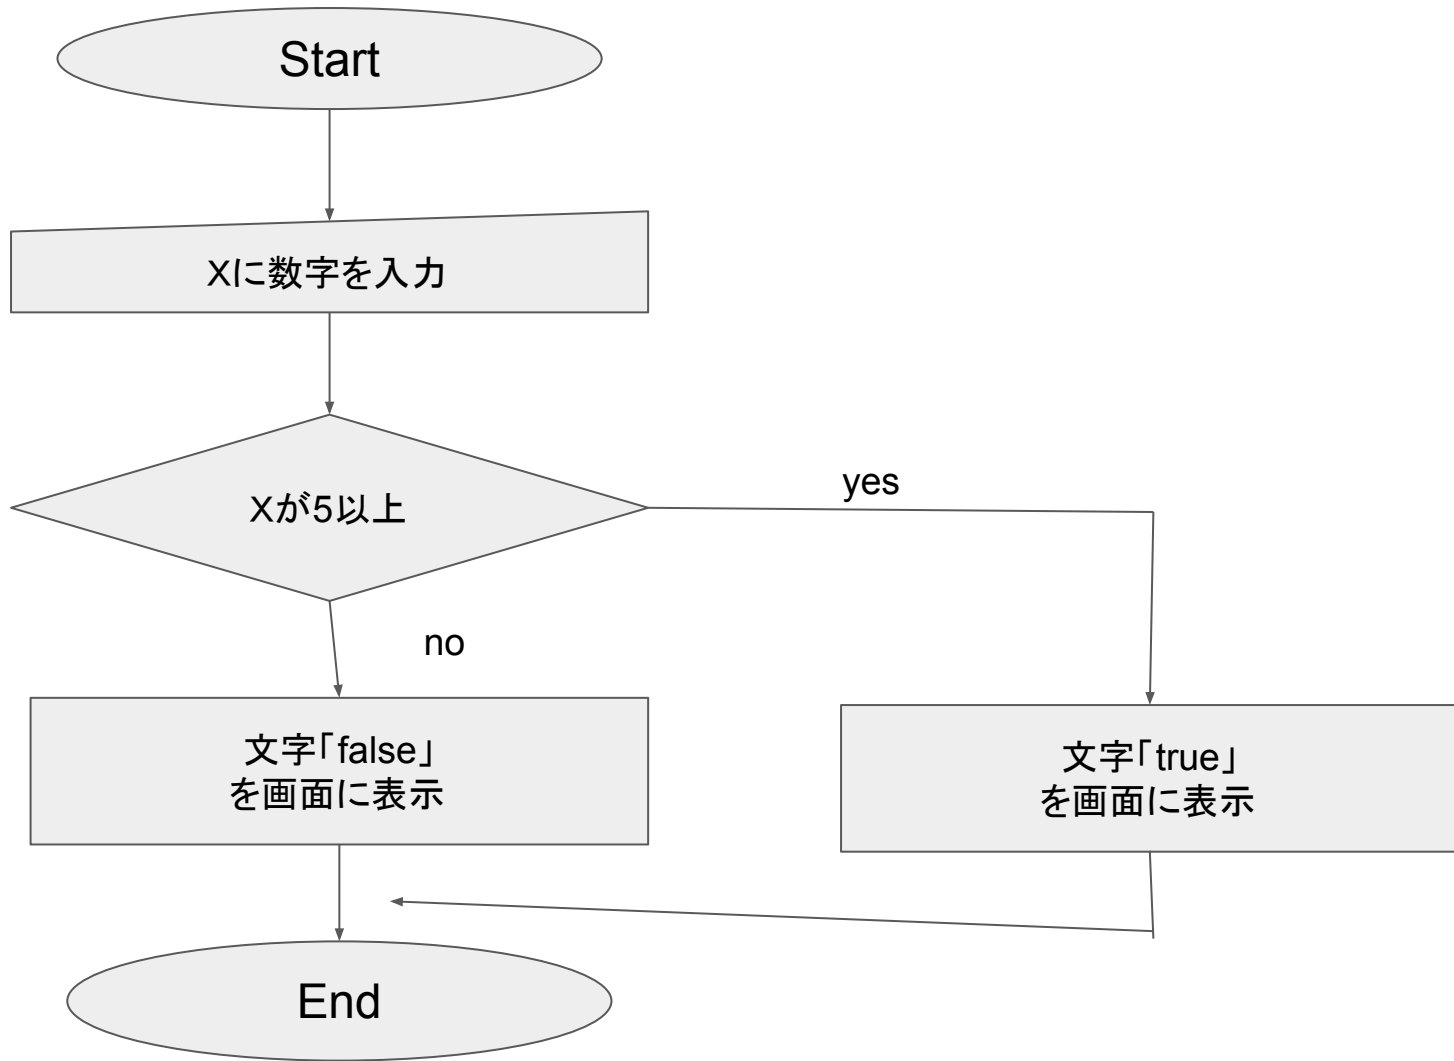 Start
Xに数字を入力
Xが5以上
yes
no
文字｢false｣
を画面に表示
文字｢true｣
を画面に表示
End